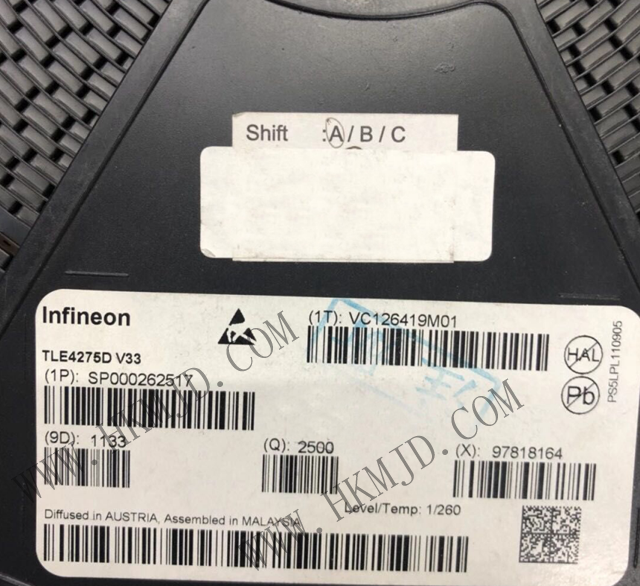 Shift :A/B/C
Infineon
(1T): VC126419M01
TLE4275D V33
(1P): SP000262517
HAL
Pb
PS5LPL110905
(9D): 1133
(Q): 2500
(X): 97818164
Level/Temp: 1/260
Diffused in AUSTRIA, Assembled in MALAYSIA
WWW.HKMJD.COM
WWW.HKMJD.COM